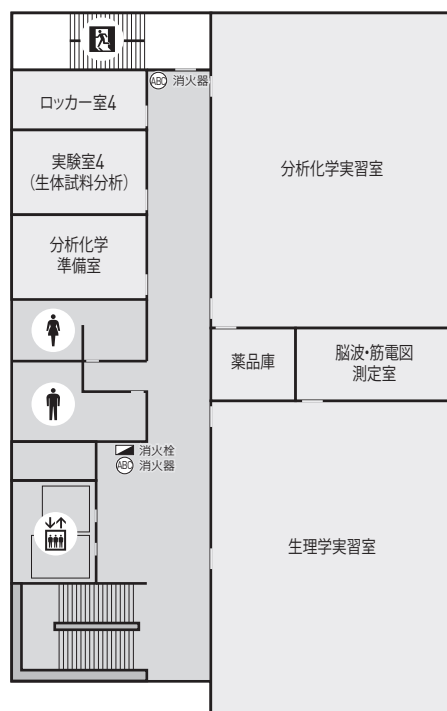 ABC 消火器
ロッカー室4
実験室4
(生体試料分析)
分析化学実習室
分析化学
準備室
薬品庫
脳波・筋電図
測定室
消火栓
ABC 消火器
生理学実習室